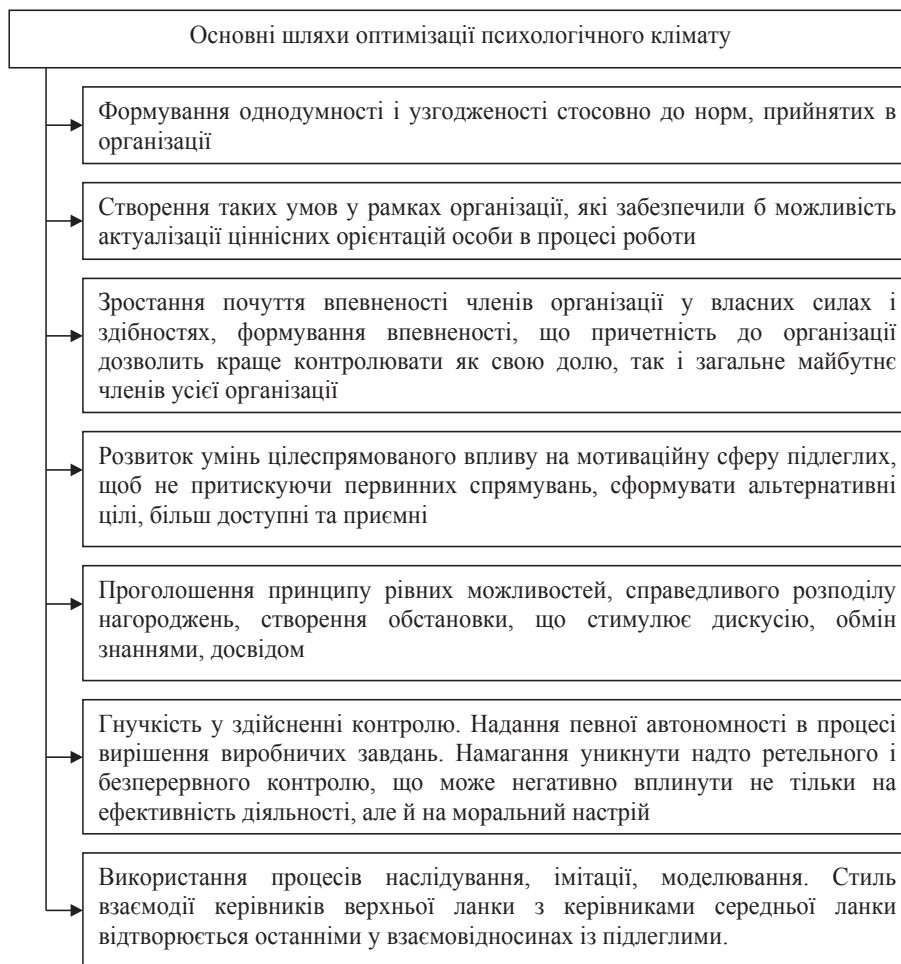 Основні шляхи оптимізації психологічного клімату
Формування однодумності і узгодженості стосовно до норм, прийнятих в
організації
Створення таких умов у рамках організації, які забезпечили б можливість
актуалізації ціннісних орієнтацій особи в процесі роботи
Зростання почуття впевненості членів організації у власних силах і
здібностях, формування впевненості, що причетність до організації
дозволить краще контролювати як свою долю, так і загальне майбутнє
членів усієї організації
Розвиток умінь цілеспрямованого впливу на мотиваційну сферу підлеглих,
щоб не притискуючи первинних спрямувань, сформувати альтернативні
цілі, більш доступні та приємні
Проголошення принципу рівних можливостей, справедливого розподілу
нагороджень, створення обстановки, що стимулює дискусію, обмін
знаннями, досвідом
Гнучкість у здійсненні контролю. Надання певної автономності в процесі
вирішення виробничих завдань. Намагання уникнути надто ретельного і
безперервного контролю, що може негативно вплинути не тільки на
ефективність діяльності, але й на моральний настрій
Використання процесів наслідування, імітації, моделювання. Стиль
взаємодії керівників верхньої ланки з керівниками середньої ланки
відтворюється останніми у взаємовідносинах із підлеглими.